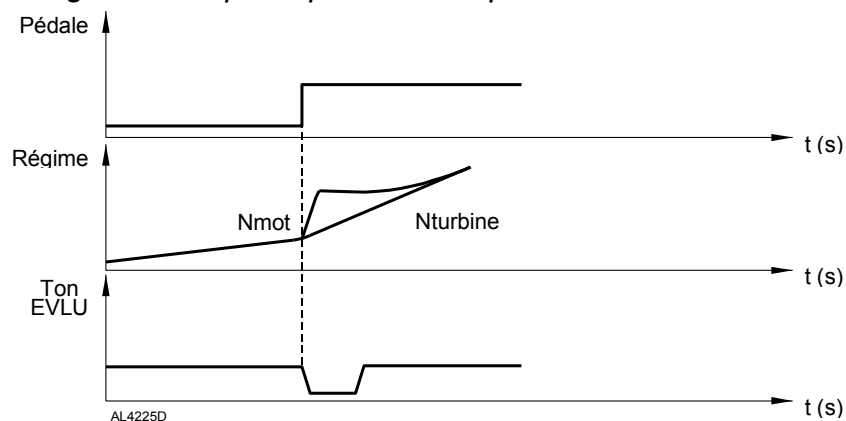 Pédale
t (s)
Régime
Nmot
Nturbine
t (s)
Ton
EVLU
t (s)
AL4225D